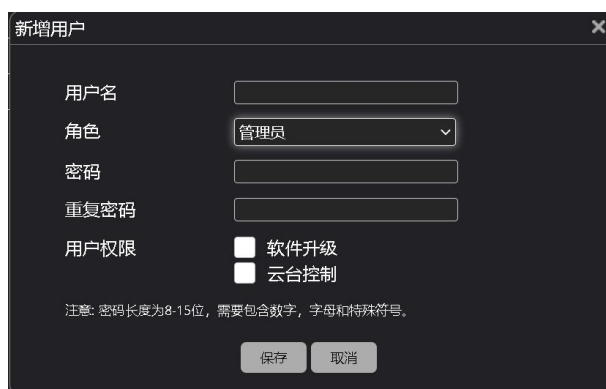 新增用户
用户名
角色 管理员
密码
重复密码
用户权限 软件升级
云台控制
注意: 密码长度为8-15位，需要包含数字，字母和特殊符号。
保存 取消